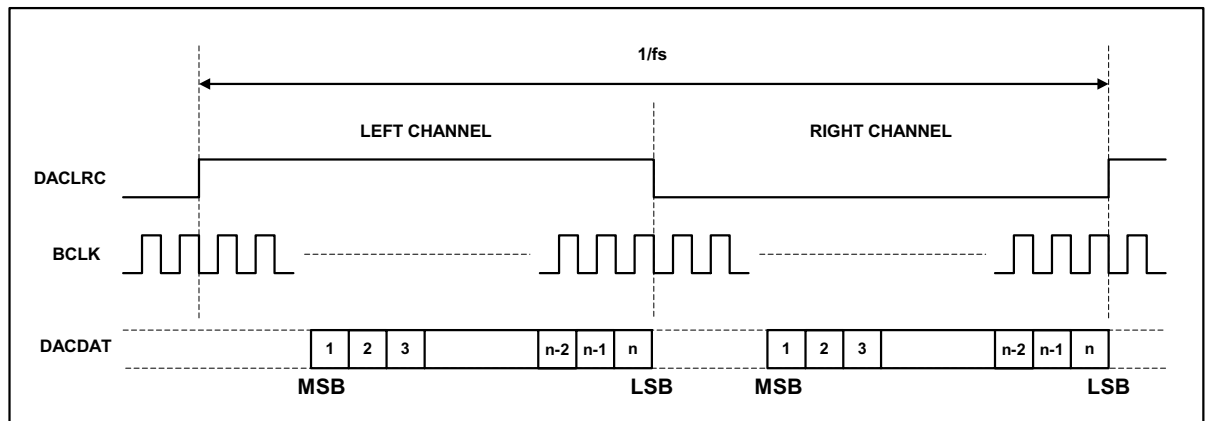 1/fs
LEFT CHANNEL RIGHT CHANNEL
DACLRC
BCLK
DACDAT
1 2 3 n-2 n-1 n 1 2 3 n-2 n-1 n
MSB LSB MSB LSB